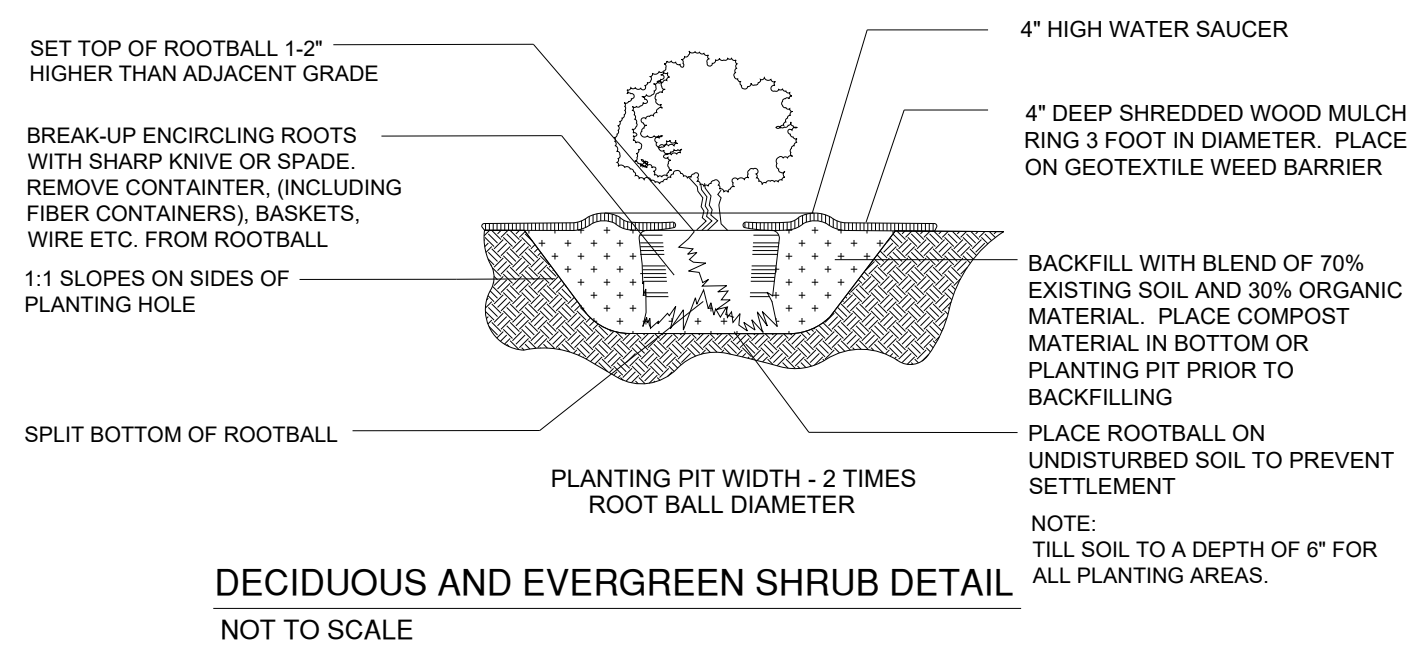 SET TOP OF ROOTBALL 1-2"
HIGHER THAN ADJACENT GRADE
BREAK-UP ENCIRCLING ROOTS
WITH SHARP KNIVE OR SPADE.
REMOVE CONTAINTER, (INCLUDING
FIBER CONTAINERS), BASKETS,
WIRE ETC. FROM ROOTBALL
1:1 SLOPES ON SIDES OF
PLANTING HOLE
SPLIT BOTTOM OF ROOTBALL
4" HIGH WATER SAUCER
4" DEEP SHREDDED WOOD MULCH
RING 3 FOOT IN DIAMETER. PLACE
ON GEOTEXTILE WEED BARRIER
BACKFILL WITH BLEND OF 70%
EXISTING SOIL AND 30% ORGANIC
MATERIAL. PLACE COMPOST
MATERIAL IN BOTTOM OR
PLANTING PIT PRIOR TO
BACKFILLING
PLACE ROOTBALL ON
UNDISTURBED SOIL TO PREVENT
SETTLEMENT
NOTE:
TILL SOIL TO A DEPTH OF 6" FOR
ALL PLANTING AREAS.
PLANTING PIT WIDTH - 2 TIMES
ROOT BALL DIAMETER
DECIDUOUS AND EVERGREEN SHRUB DETAIL
NOT TO SCALE